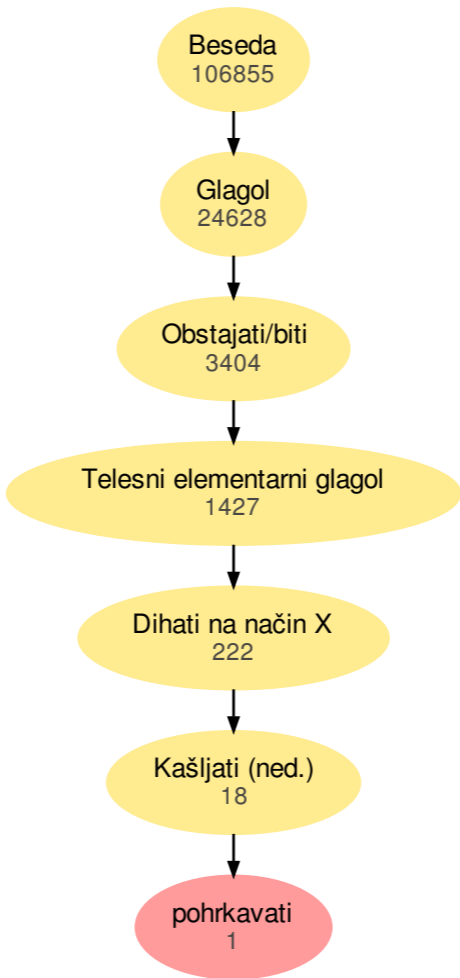 Beseda
106855
Glagol
24628
Obstajati/biti
3404
Telesni elementarni glagol
1427
Dihati na način X
222
Kašljati (ned.)
18
pohrkavati
1